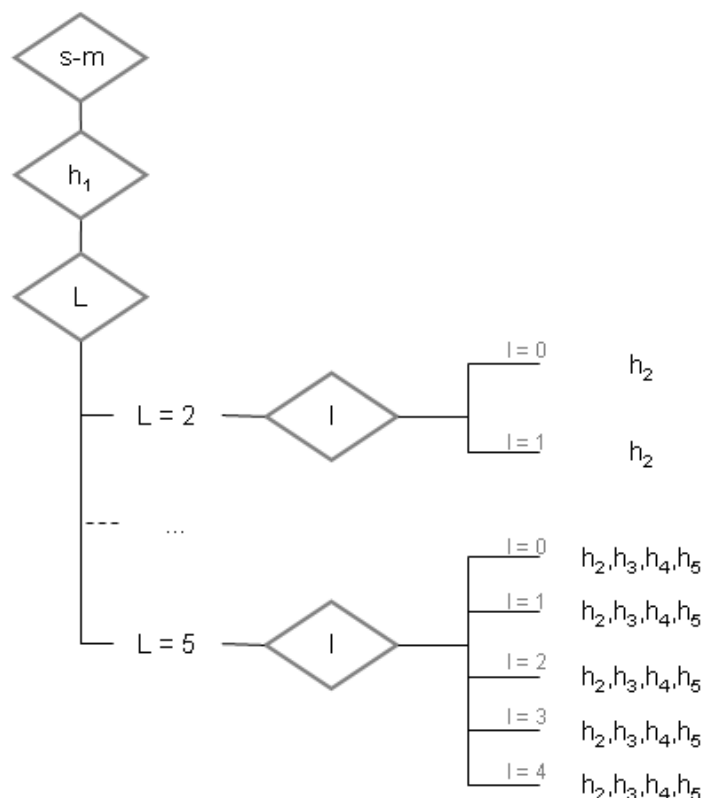 s-m
h₁
L
l = 0
h₂
L = 2
l
l = 1
h₂
...
l = 0
h₂,h₃,h₄,h₅
l = 1
h₂,h₃,h₄,h₅
L = 5
l
l = 2
h₂,h₃,h₄,h₅
l = 3
h₂,h₃,h₄,h₅
l = 4
h₂,h₃,h₄,h₅